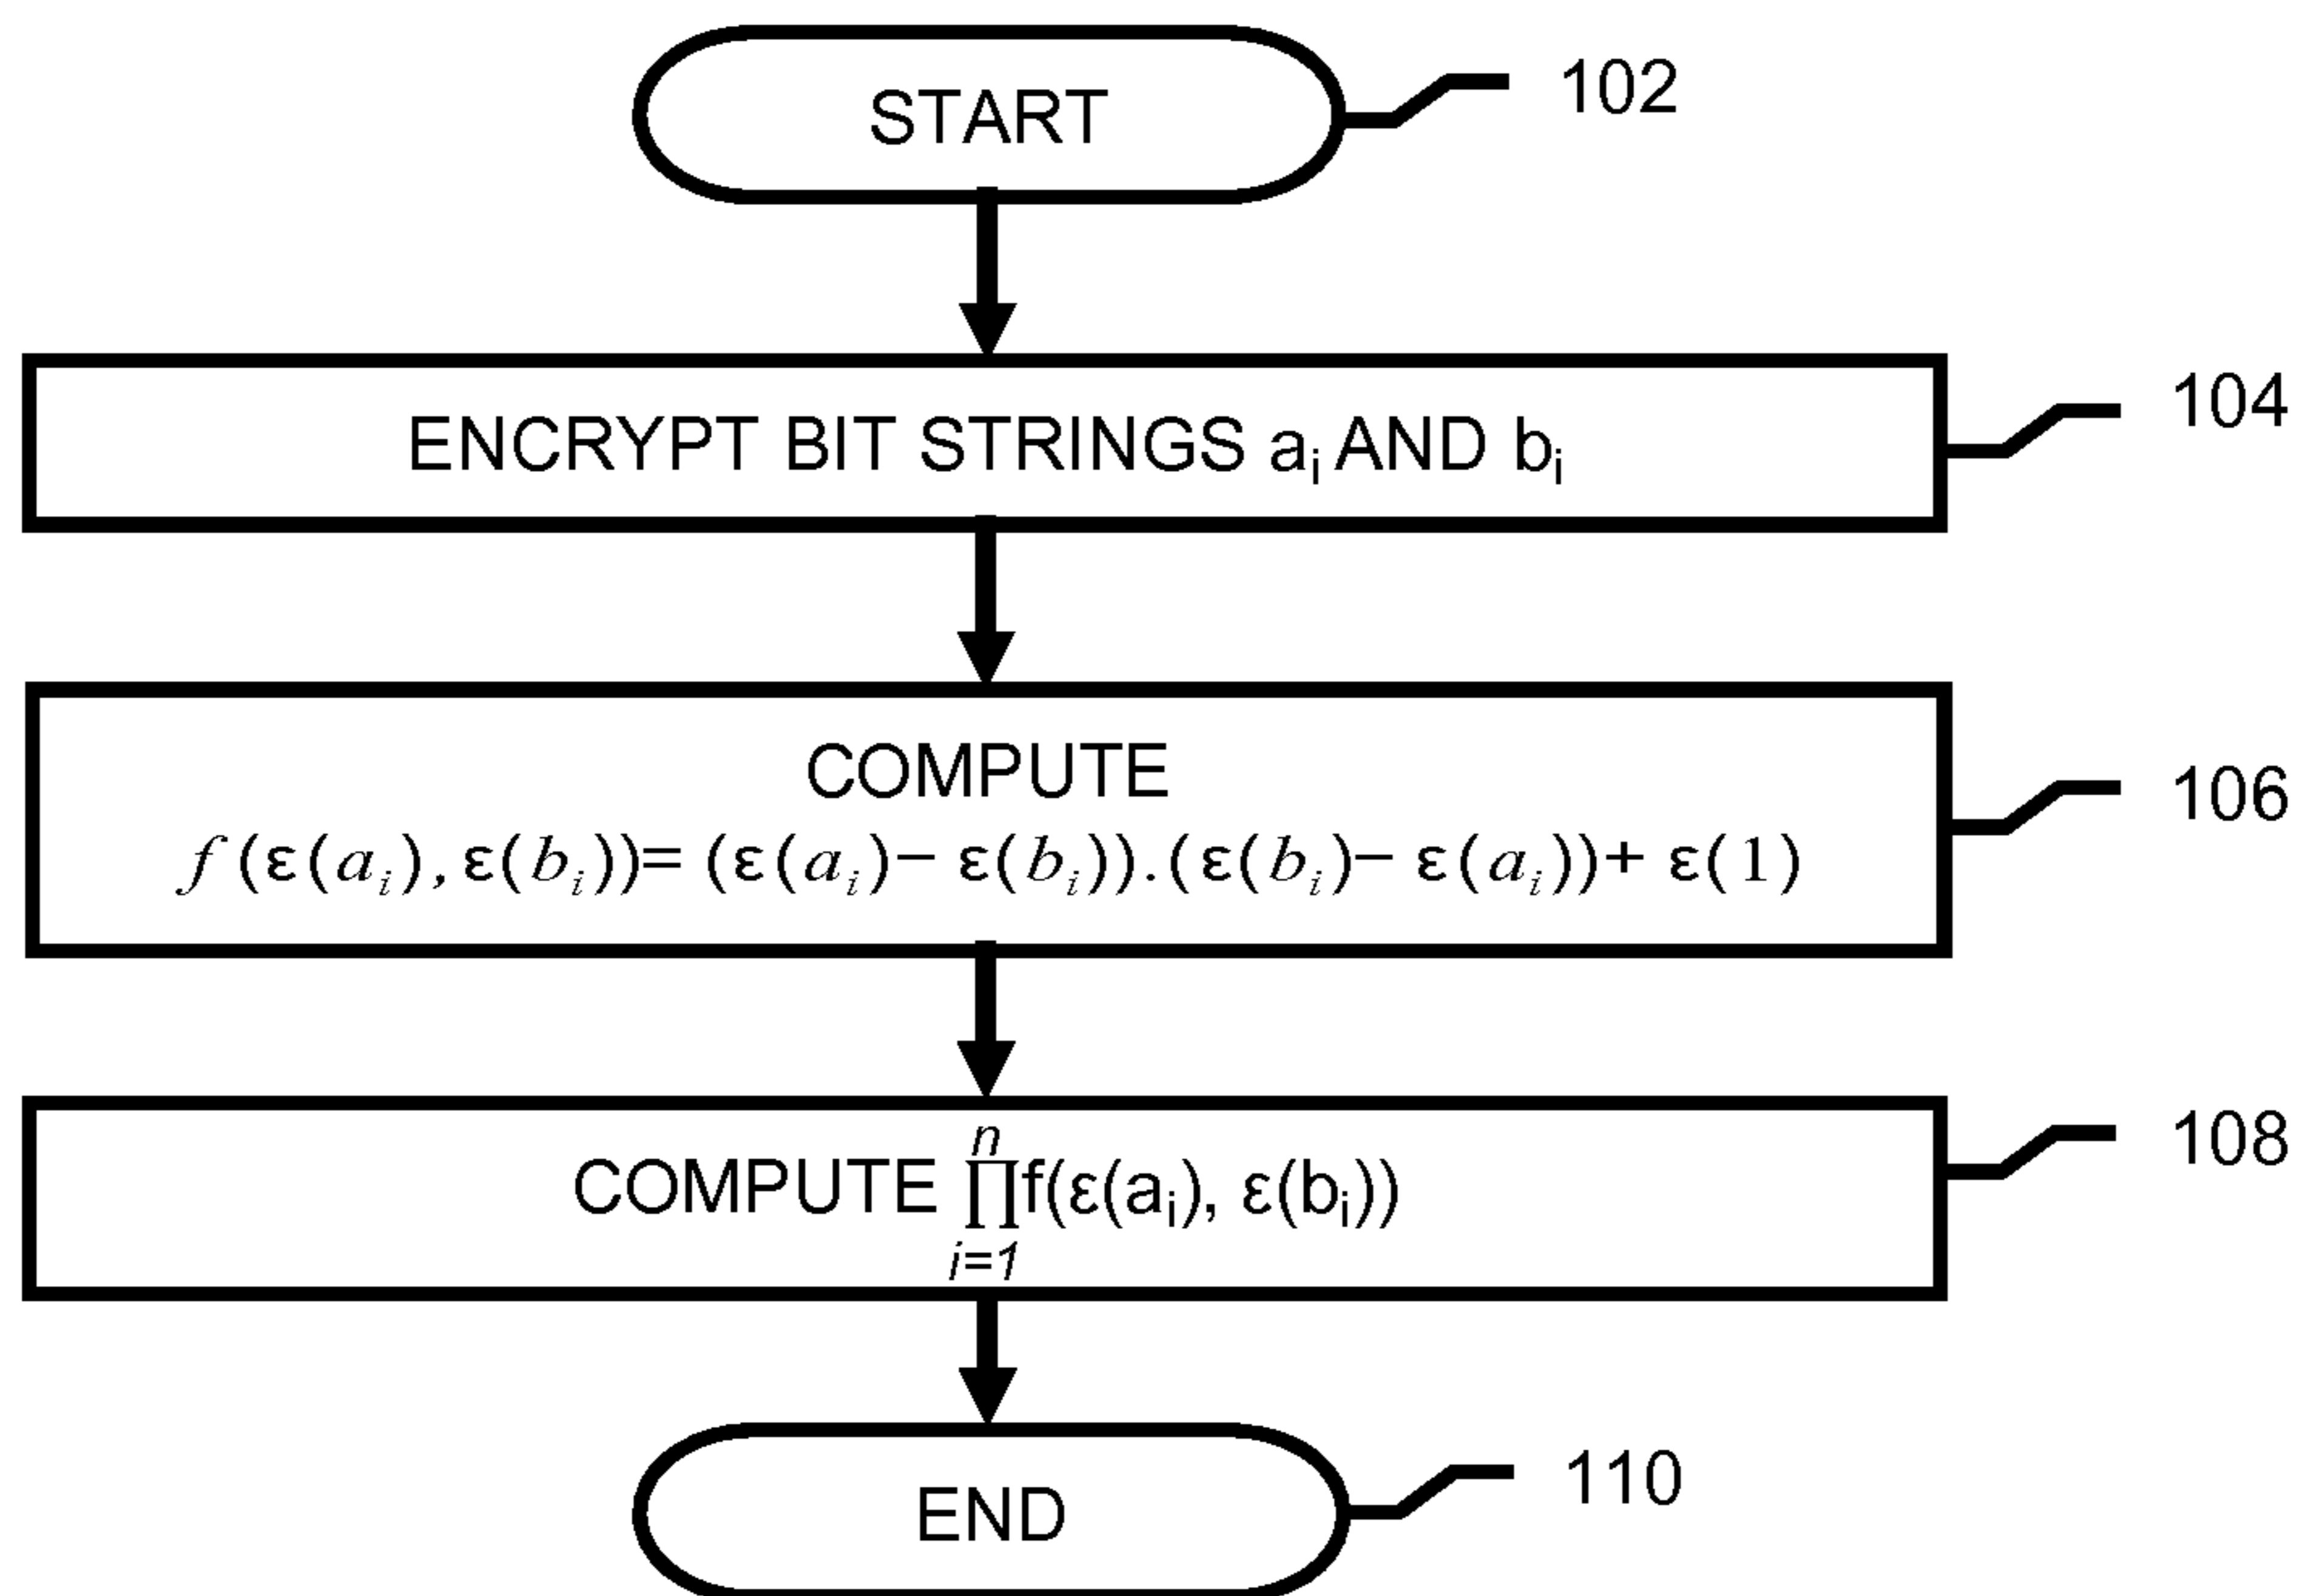 START
102
ENCRYPT BIT STRINGS aᵢ AND bᵢ
104
COMPUTE
f(ε(aᵢ), ε(bᵢ))= (ε(aᵢ)− ε(bᵢ)).(ε(bᵢ)− ε(aᵢ))+ ε(1)
106
n
COMPUTE ∏f(ε(aᵢ), ε(bᵢ))
i=1
108
END
110